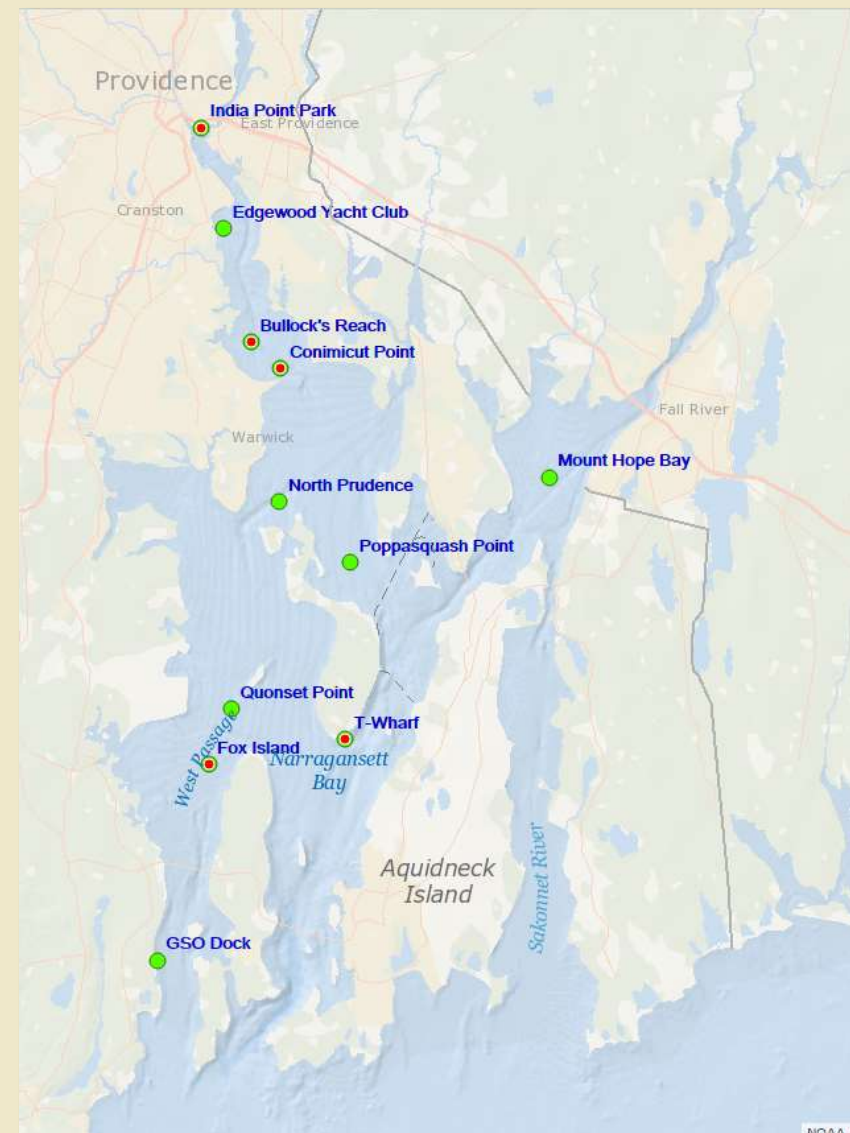 Providence
India Point Park
East Providence
Cranston
Edgewood Yacht Club
Bullock's Reach
Conimicut Point
Fall River
Warwick
Mount Hope Bay
North Prudence
Poppasquash Point
Quonset Point
T-Wharf
West Passage
Fox Island
Narragansett
Bay
Aquidneck
Island
Sakonnet River
GSO Dock
NOAA